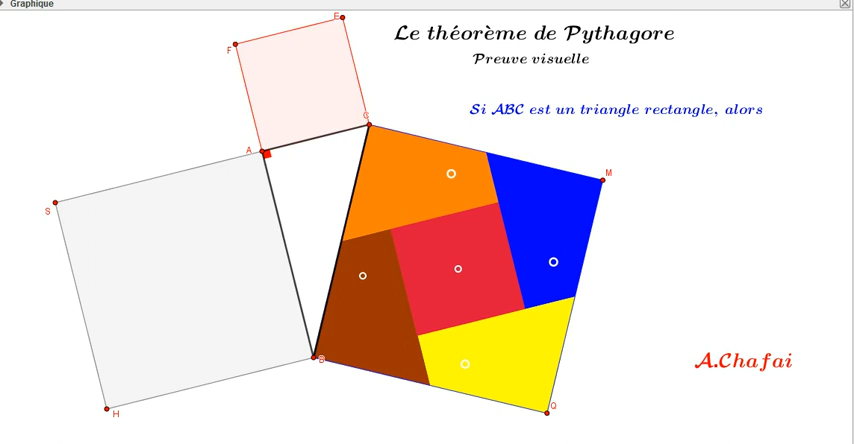 Graphique
E
Le théorème de Pythagore
F
Preuve visuelle
Si ABC est un triangle rectangle, alors
C
A
M
S
B
A.Chafai
Q
H